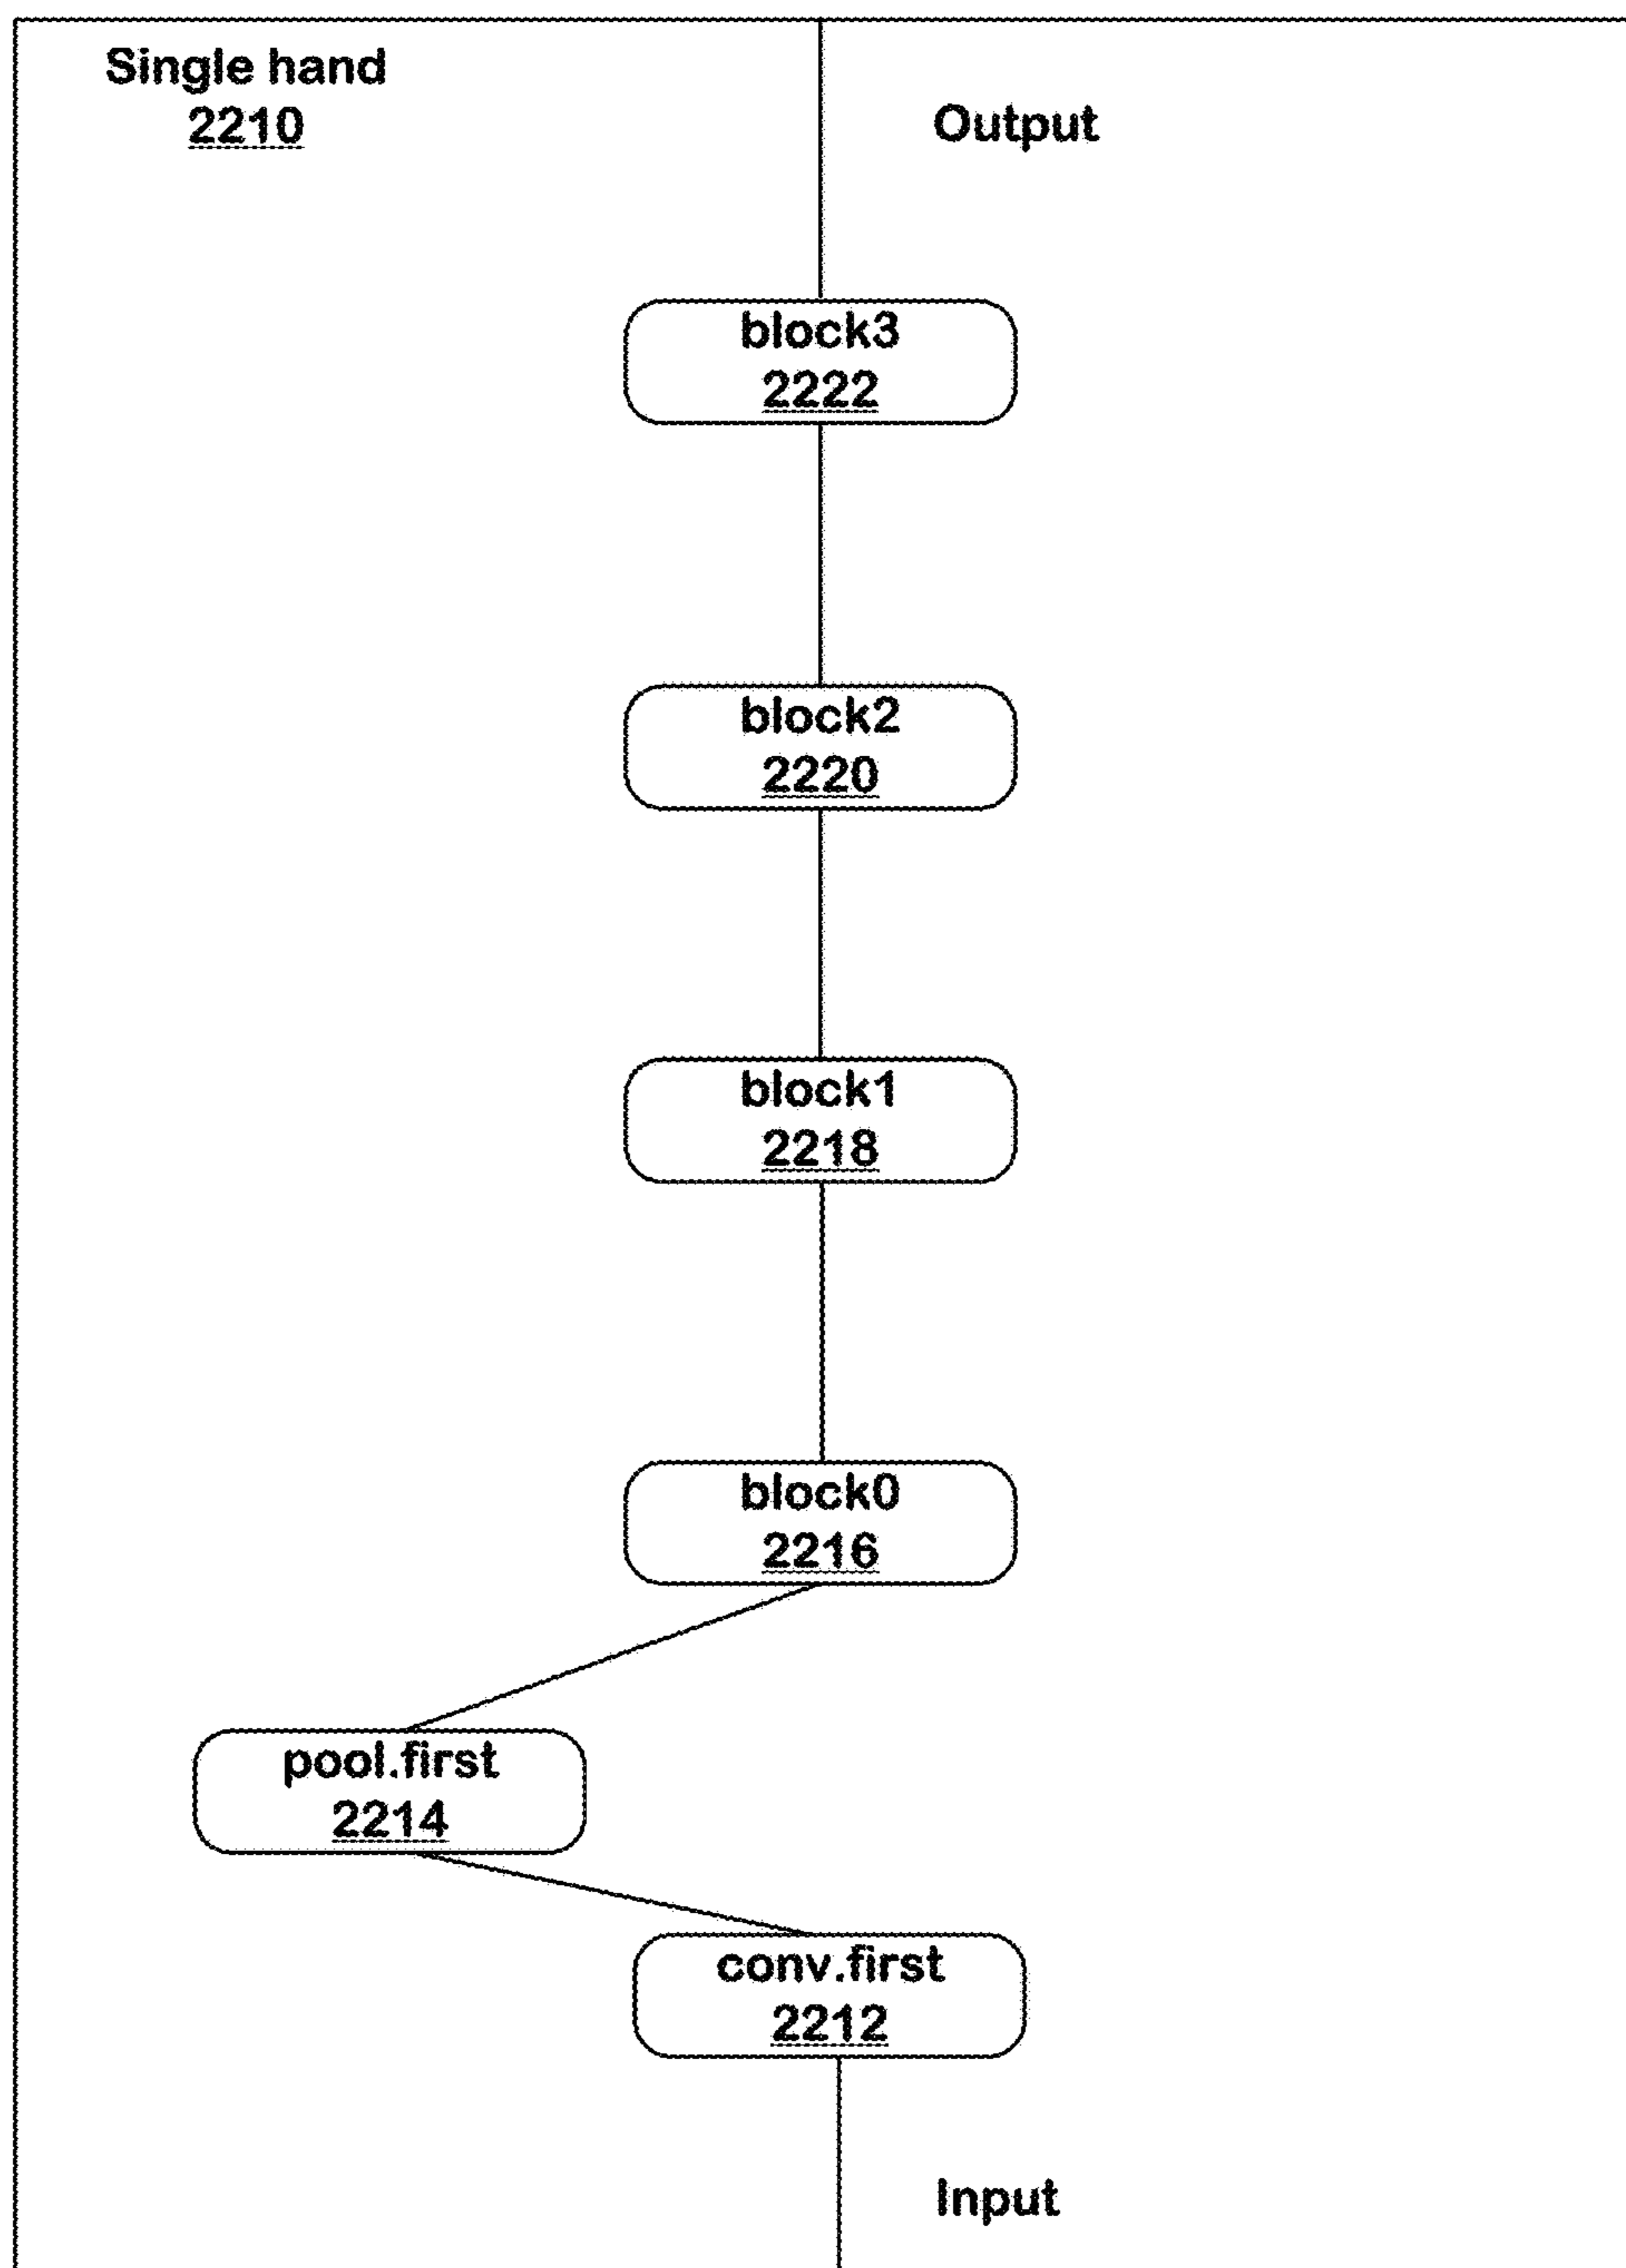 Single hand
2210
Output
block3
2222
block2
2220
block1
2218
block0
2216
pool.first
2214
conv.first
2212
Input